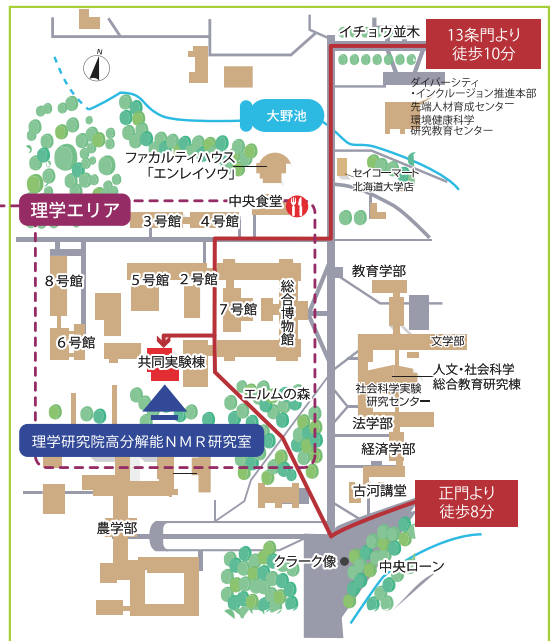 イチョウ並木
13条門より
徒歩10分
N
ダイバーシティ
・インクルージョン推進本部
先端人材育成センター
環境健康科学
研究教育センター
大野池
ファカルティハウス
「エンレイソウ」
セイコーマート
北海道大学店
理学エリア
中央食堂
3号館
4号館
8号館
5号館
2号館
総合博物館
教育学部
7号館
6号館
文学部
共同実験棟
人文・社会科学
総合教育研究棟
社会科学実験
研究センター
エルムの森
法学部
理学研究院高分解能NMR研究室
経済学部
古河講堂
正門より
徒歩8分
農学部
クラーク像
中央ローン